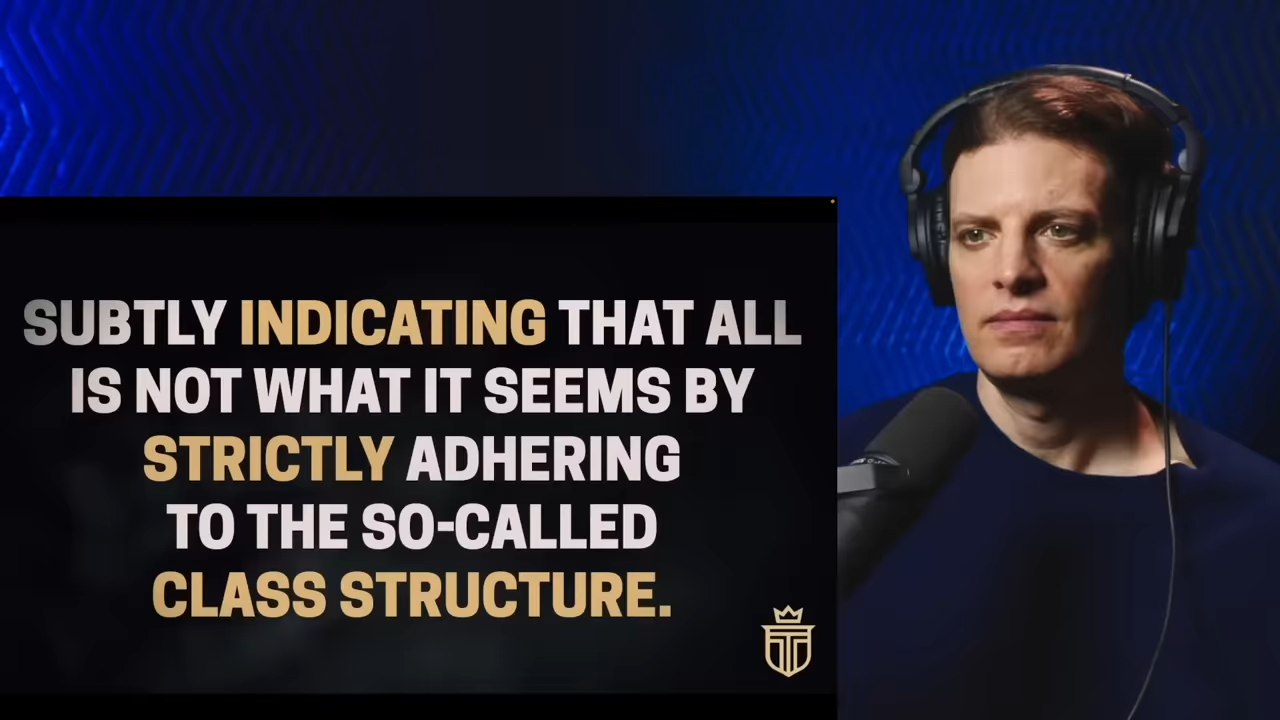 SUBTLY INDICATING THAT ALL
IS NOT WHAT IT SEEMS BY
STRICTLY ADHERING
TO THE SO-CALLED
CLASS STRUCTURE.